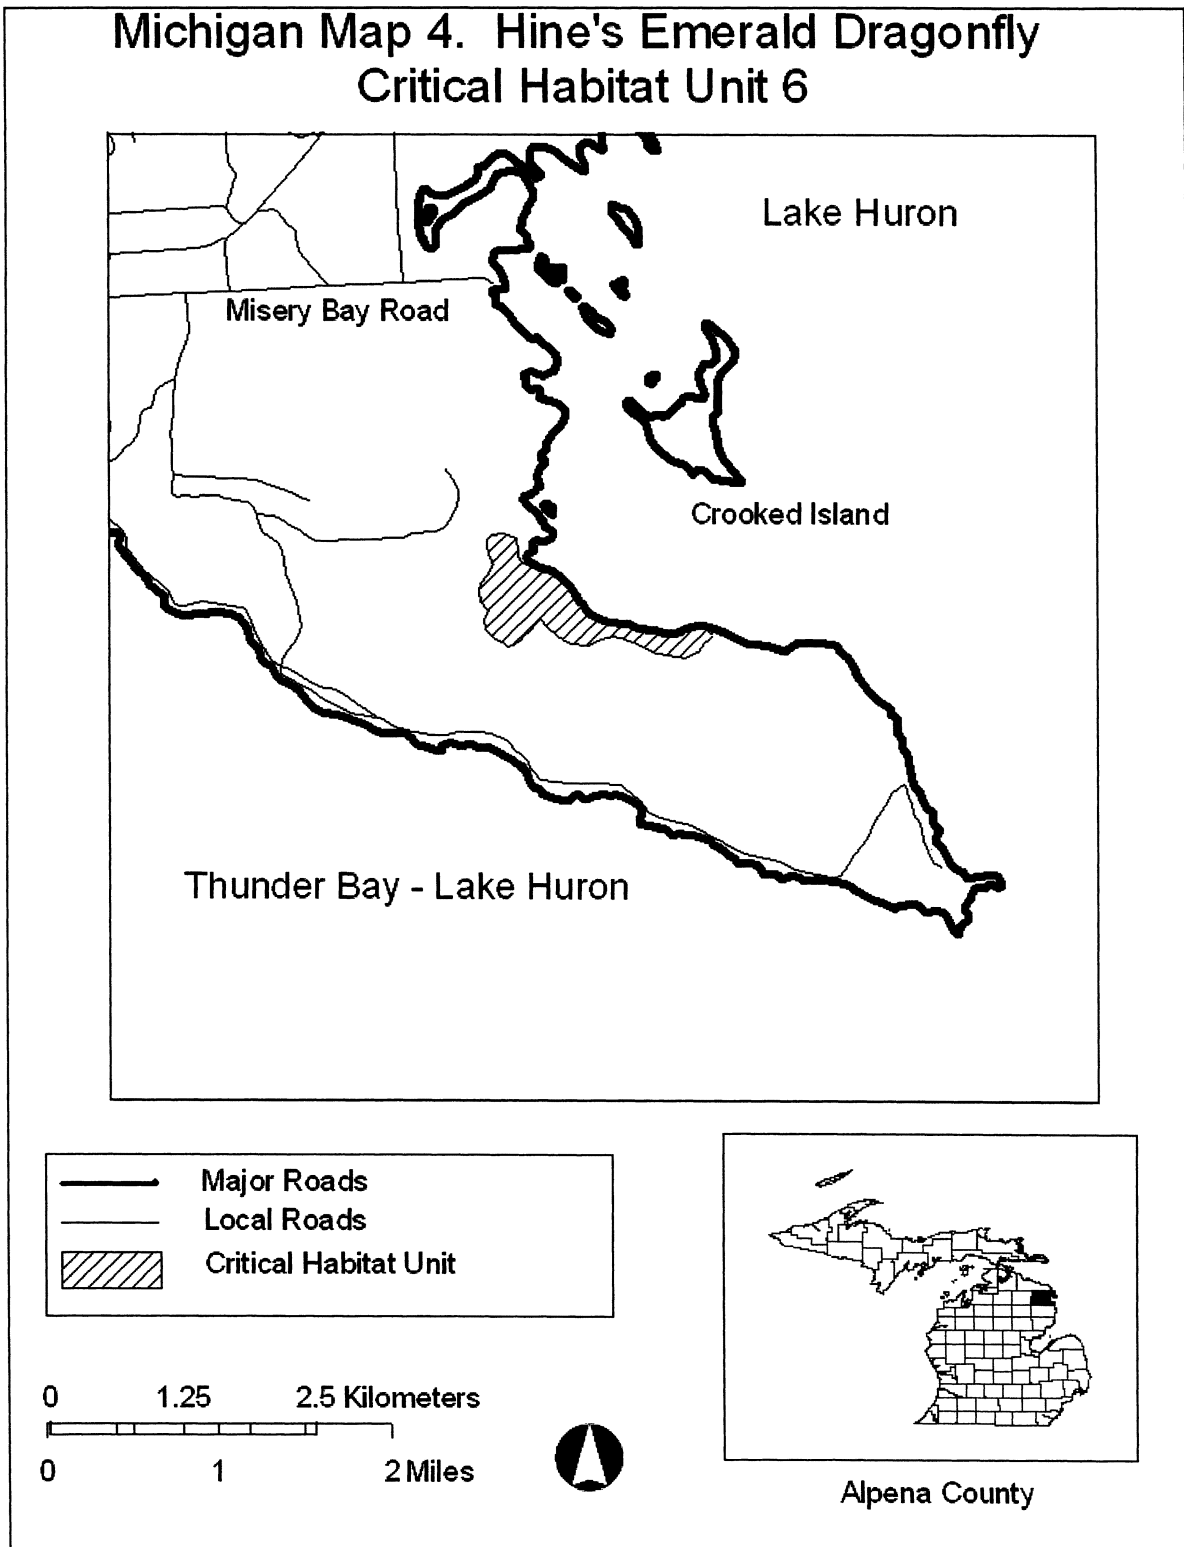 Michigan Map 4. Hine's Emerald Dragonfly
Critical Habitat Unit 6
Lake Huron
Misery Bay Road
Crooked Island
Thunder Bay - Lake Huron
Major Roads
Local Roads
Critical Habitat Unit
0 1.25 2.5 Kilometers
0 1 2 Miles
Alpena County